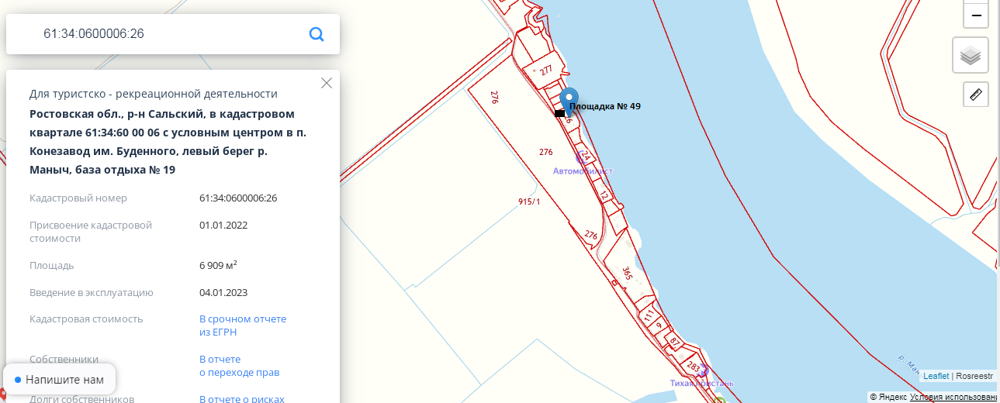 61:34:0600006:26
Для туристско - рекреационной деятельности
Ростовская обл., р-н Сальский, в кадастровом
квартале 61:34:60 00 06 с условным центром в п.
Конезавод им. Буденного, левый берег р.
Маныч, база отдыха № 19
Кадастровый номер 61:34:0600006:26
Присвоение кадастровой
стоимости
01.01.2022
Площадь 6 909 м²
Введение в эксплуатацию 04.01.2023
Кадастровая стоимость
В срочном отчете
из ЕГРН
Собственники
В отчете
о переходе прав
Долги собственников
В отчете о рисках
Напишите нам
277
276
Площадка № 49
276
24
Автомобилист
12
915/1
276
365
111
9
87
283
Тихая пристань
р. Ман
Leaflet | Rosreestr
© Яндекс Условия использован